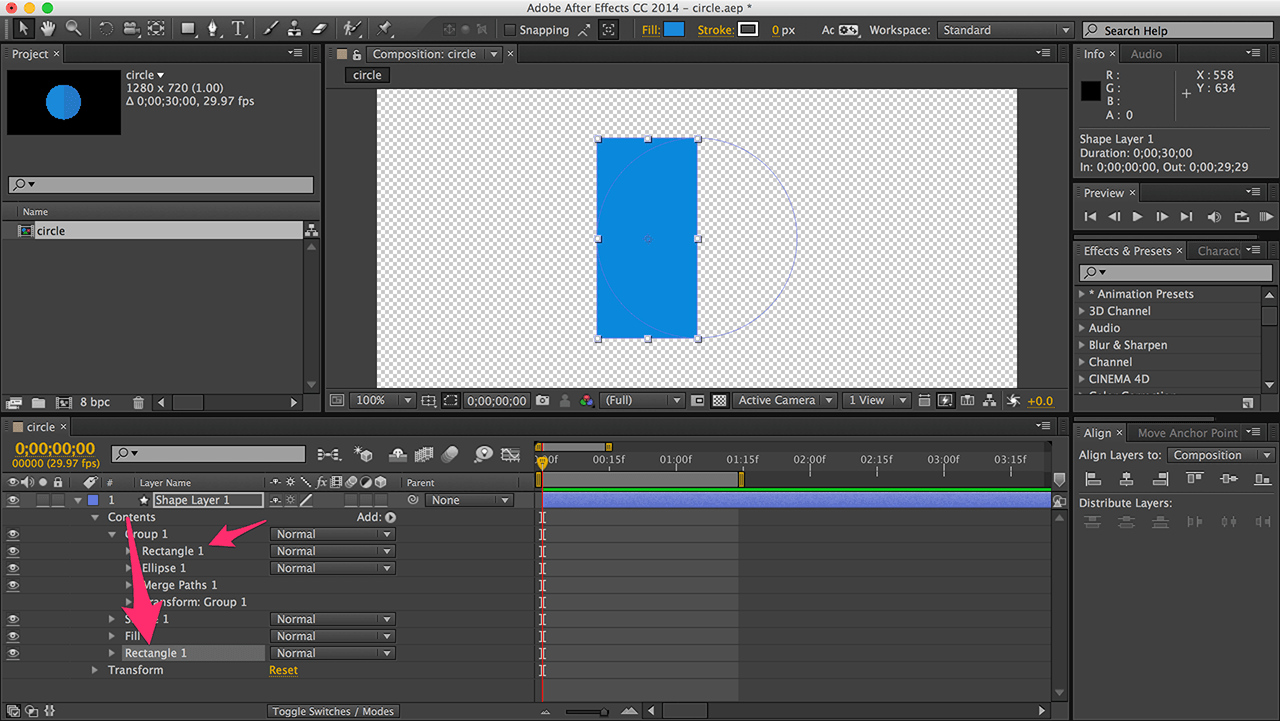 Adobe After Effects CC 2014 – circle.aep *
Snapping Fill: Stroke: 0 px Ac Workspace: Standard Search Help
Project ×
circle
1280 x 720 (1.00)
Δ 0;00;30;00, 29.97 fps
Name
circle
8 bpc
Composition: circle ×
circle
100% 0;00;00;00 (Full) Active Camera 1 View +0.0
Info × Audio
R : X : 558
G : Y : 634
B :
A : 0
Shape Layer 1
Duration: 0;00;30;00
In: 0;00;00;00, Out: 0;00;29;29
Preview ×
Effects & Presets × Charact
* Animation Presets
3D Channel
Audio
Blur & Sharpen
Channel
CINEMA 4D
Color Correction
circle ×
0;00;00;00
00000 (29.97 fps)
00:15f 01:00f 01:15f 02:00f 02:15f 03:00f 03:15f
# Layer Name fx Parent
1 Shape Layer 1 None
Contents Add:
Group 1 Normal
Rectangle 1 Normal
Ellipse 1 Normal
Merge Paths 1
Transform: Group 1
Normal
Fill Normal
Rectangle 1 Normal
Transform Reset
Toggle Switches / Modes
Align × Move Anchor Point
Align Layers to: Composition
Distribute Layers: